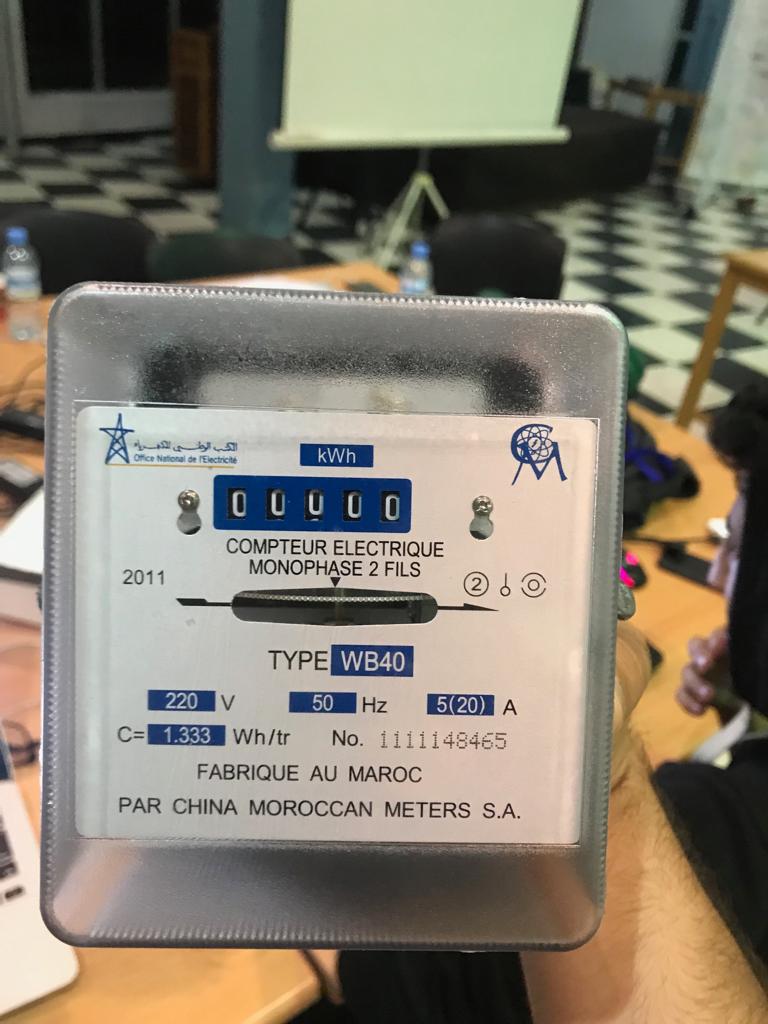 المكتب الوطني للكهرباء
Office National de l'Electricité
kWh
CM
00000
COMPTEUR ELECTRIQUE
MONOPHASE 2 FILS
2011
2
TYPE WB40
220 V 50 Hz 5(20) A
C= 1.333 Wh/tr No. 1111148465
FABRIQUE AU MAROC
PAR CHINA MOROCCAN METERS S.A.